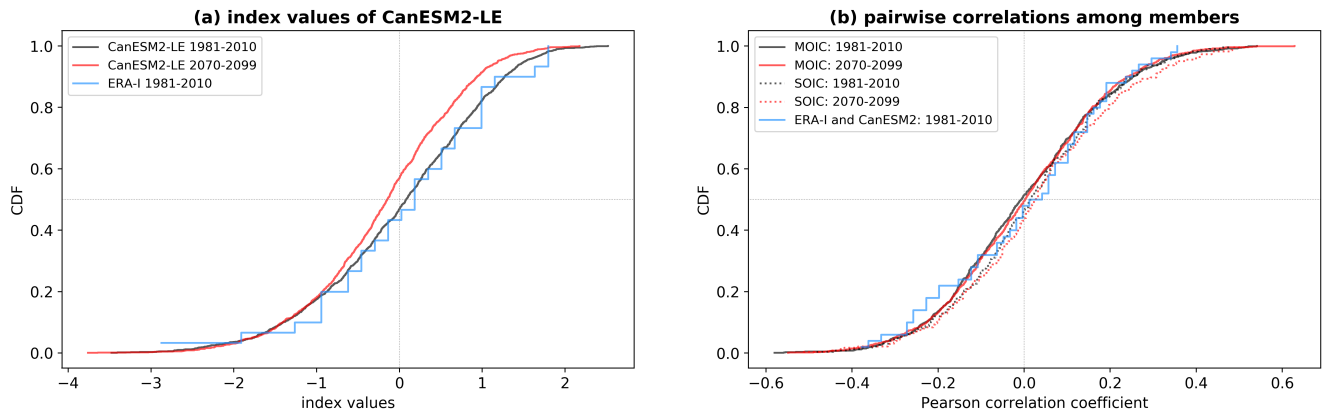 (a) index values of CanESM2-LE
CanESM2-LE 1981-2010
CanESM2-LE 2070-2099
ERA-I 1981-2010
CDF
1.0
0.8
0.6
0.4
0.2
0.0
−4 −3 −2 −1 0 1 2
index values
(b) pairwise correlations among members
MOIC: 1981-2010
MOIC: 2070-2099
SOIC: 1981-2010
SOIC: 2070-2099
ERA-I and CanESM2: 1981-2010
CDF
1.0
0.8
0.6
0.4
0.2
0.0
−0.6 −0.4 −0.2 0.0 0.2 0.4 0.6
Pearson correlation coefficient